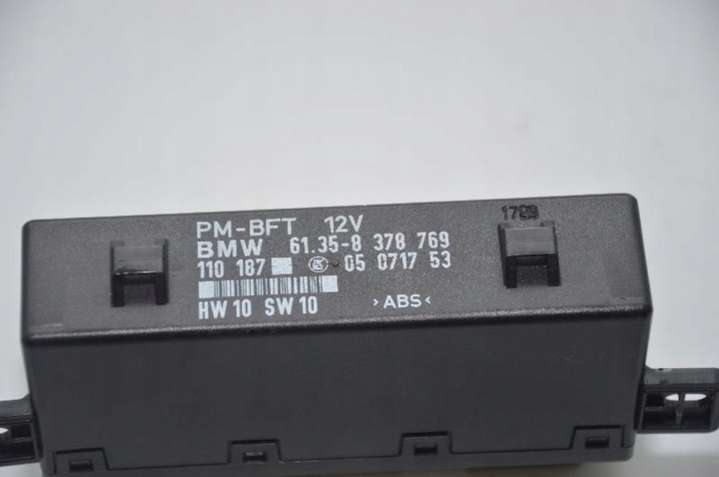 PM-BFT 12V
BMW 61.35-8 378 769
110 187 05 0717 53
HW 10 SW 10 >ABS<